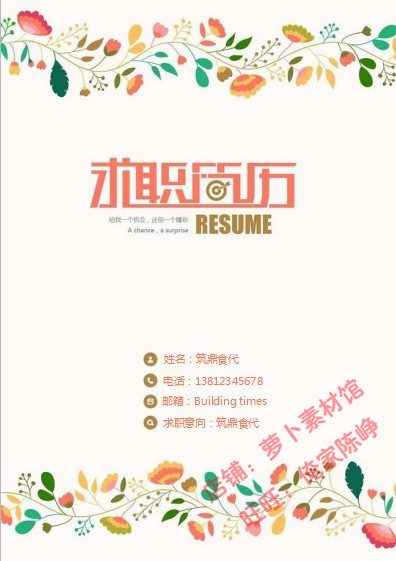 求职简历
给我一个机会，还你一个精彩
A chance , a surprise
RESUME
姓名：筑鼎食代
电话：13812345678
邮箱：Building times
求职意向：筑鼎食代
店铺：萝卜素材馆
旺旺：依家陈峥